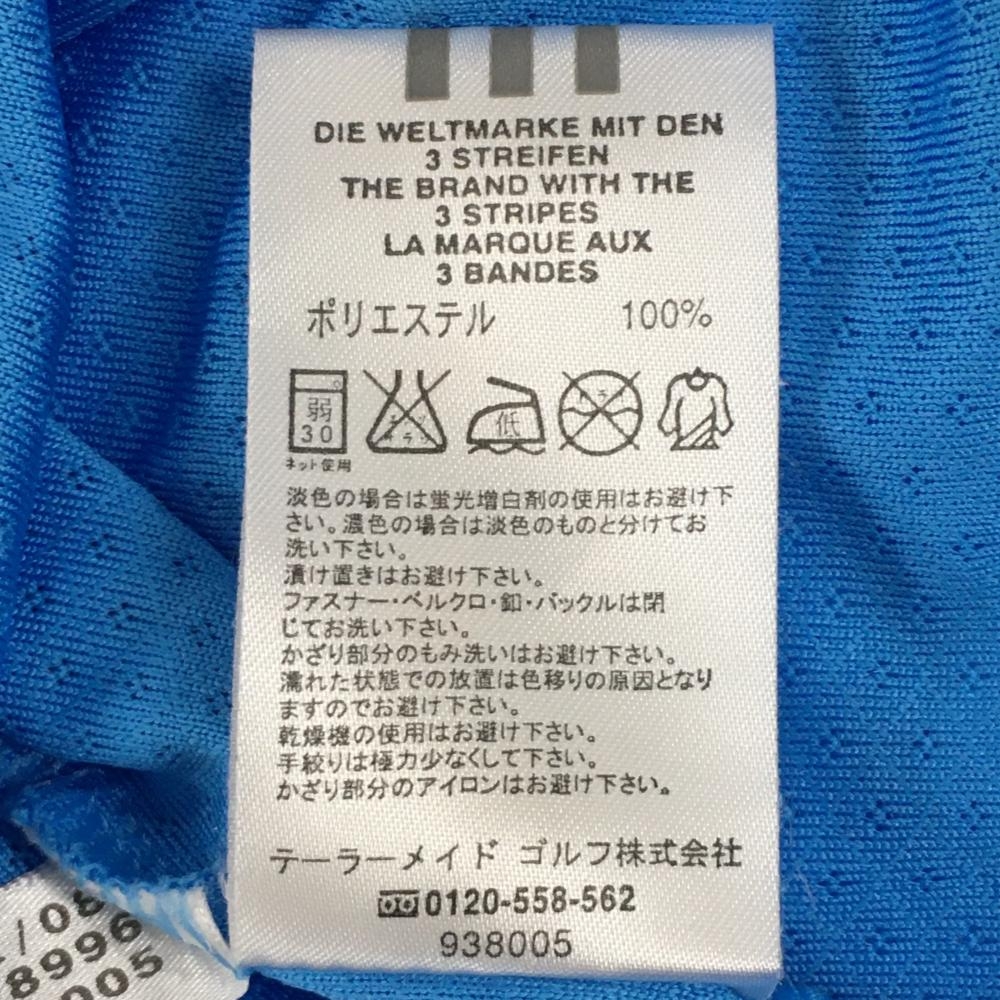 DIE WELTMARKE MIT DEN
3 STREIFEN
THE BRAND WITH THE
3 STRIPES
LA MARQUE AUX
3 BANDES
ポリエステル 100%
弱 30
ネット使用
低
淡色の場合は蛍光増白剤の使用はお避け下
さい。濃色の場合は淡色のものと分けてお
洗い下さい。
漬け置きはお避け下さい。
ファスナー・ベルクロ・釦・バックルは閉
じてお洗い下さい。
かざり部分のもみ洗いはお避け下さい。
濡れた状態での放置は色移りの原因となり
ますのでお避け下さい。
乾燥機の使用はお避け下さい。
手絞りは極力少なくして下さい。
かざり部分のアイロンはお避け下さい。
テーラーメイド ゴルフ株式会社
0120-558-562
938005
/08
8996
005